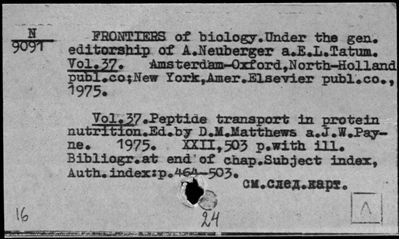 N
9091
FRONTIERS of biology.Under the gen.
editorship of A.Neuberger a.E.L.Tatum.
Vol.37. Amsterdam-Oxford,North-Holland
publ.co;New York,Amer.Elsevier publ.co.,
1975.
Vol.37.Peptide transport in protein
nutrition.Ed.by D.M.Matthews a.J.W.Pay-
ne. 1975. XXII,503 p.with ill.
Bibliogr.at end of chap.Subject index,
Auth.index:p.464-503.
см.след.карт.
16
24
Λ